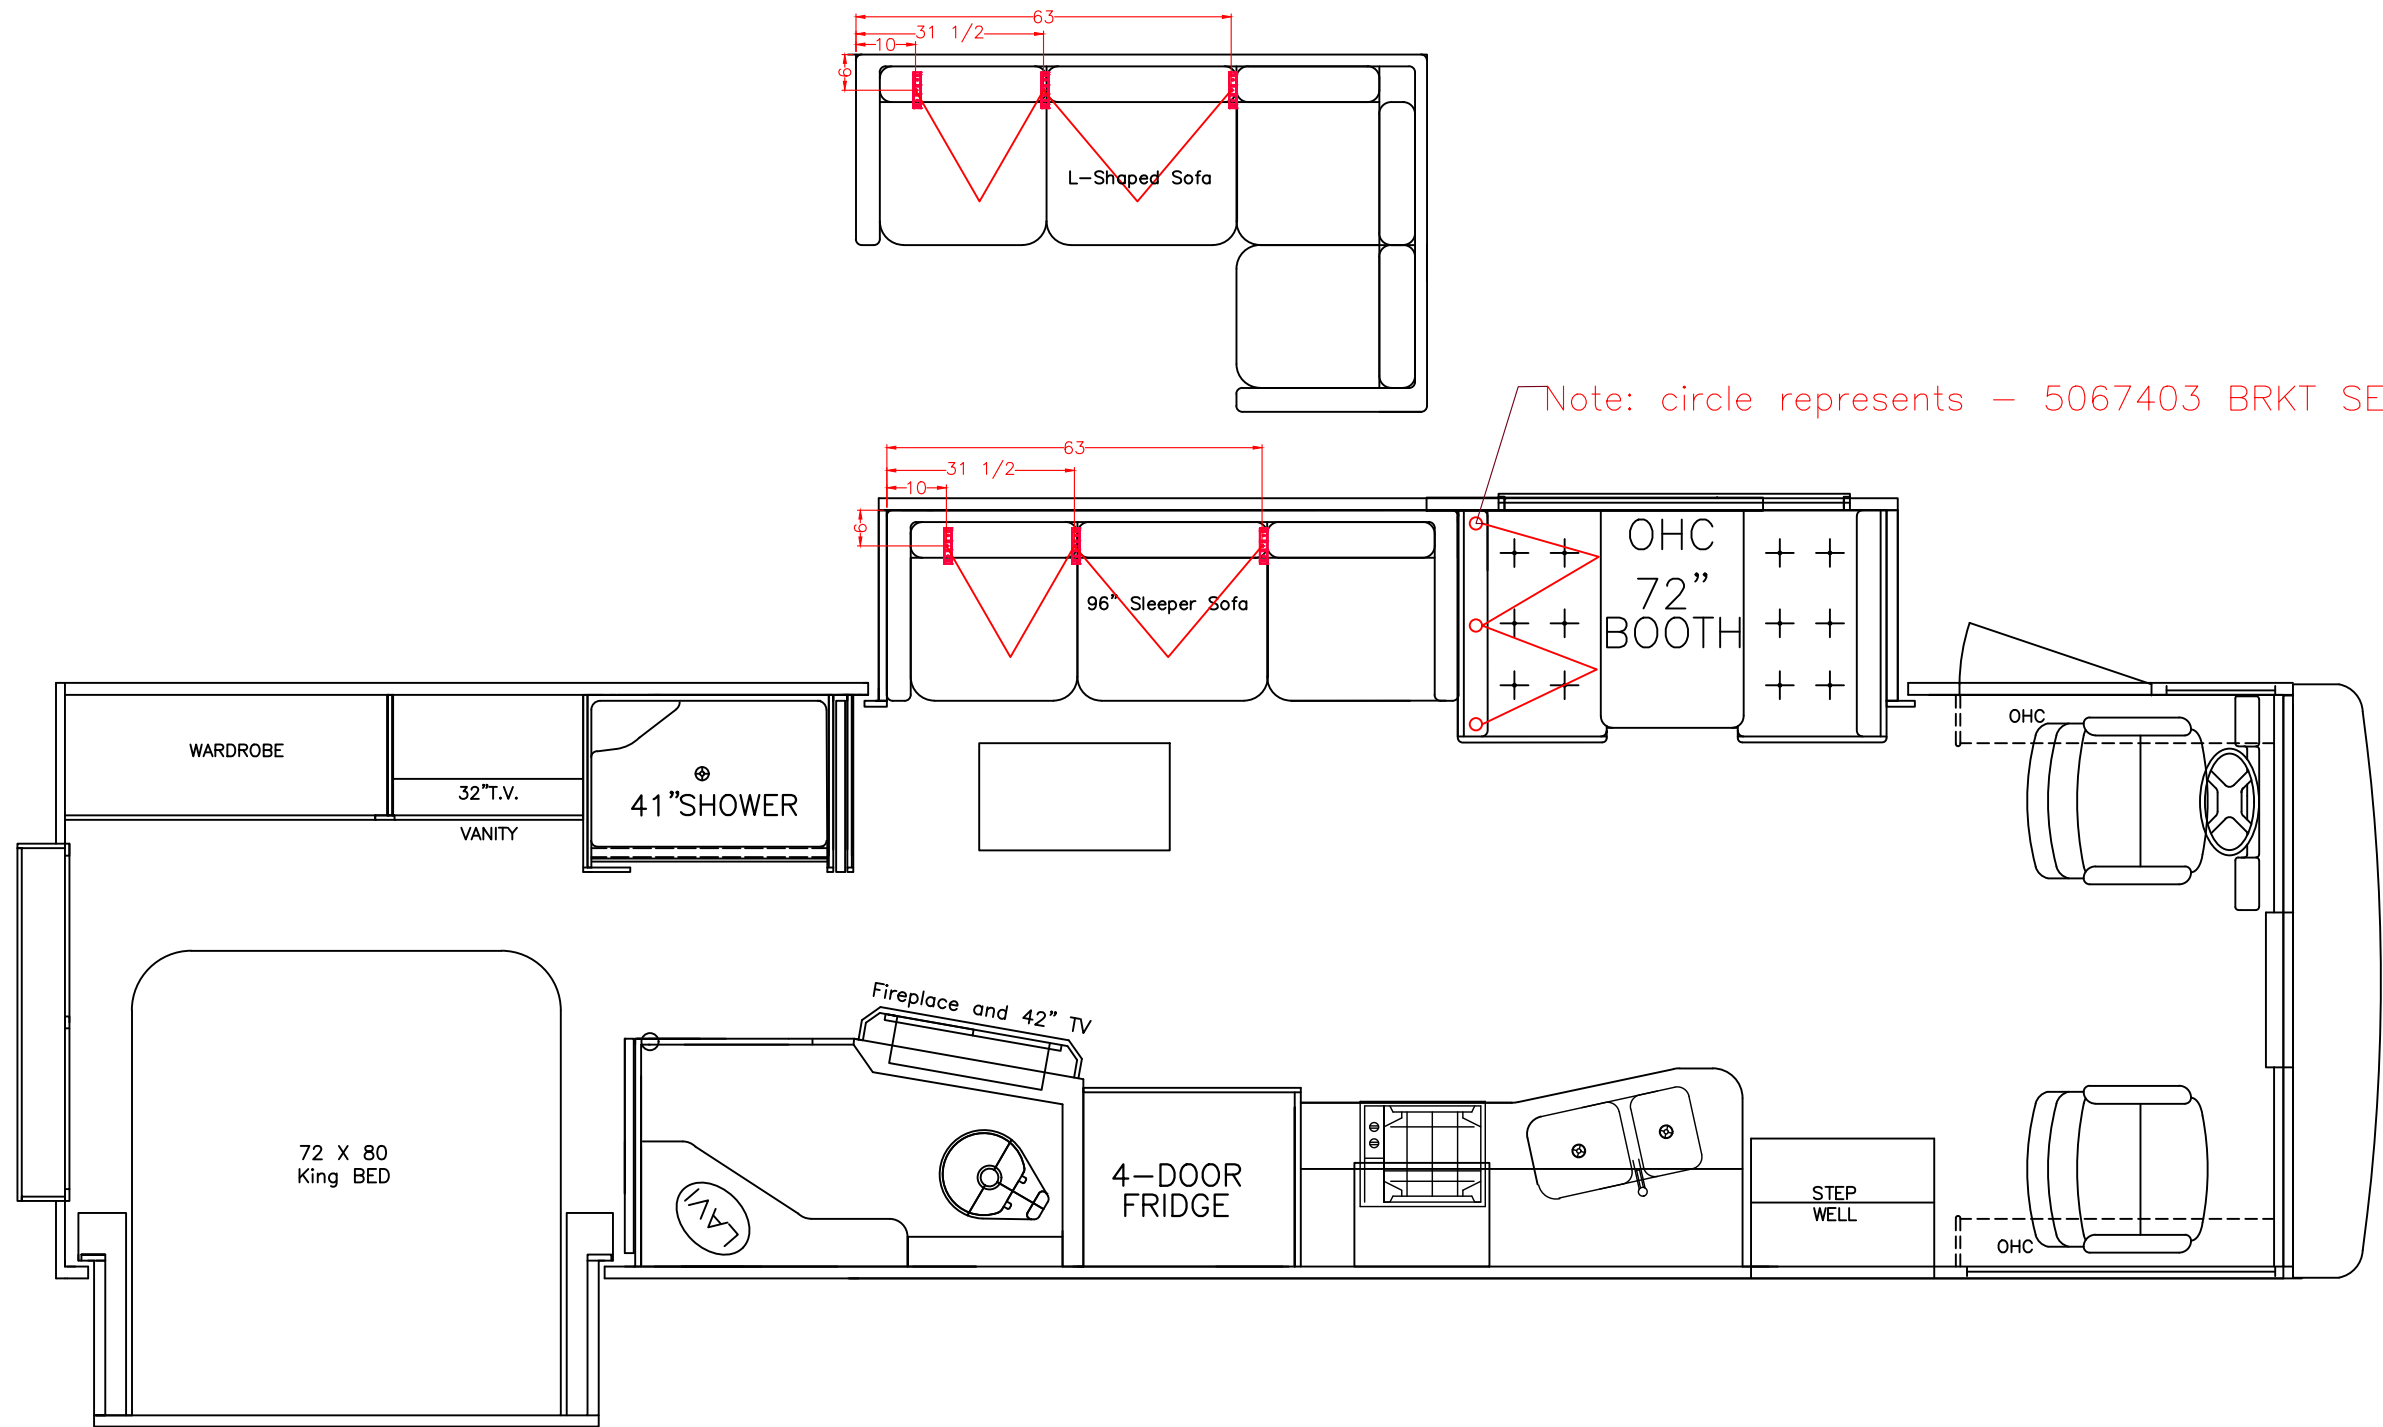 63
31 1/2
10
6
L-Shaped Sofa
Note: circle represents - 5067403 BRKT SE
63
31 1/2
10
6
96" Sleeper Sofa
OHC
72"
BOOTH
OHC
WARDROBE
32"T.V.
VANITY
41"SHOWER
Fireplace and 42" TV
72 X 80
King BED
LAVI
4-DOOR
FRIDGE
STEP
WELL
OHC